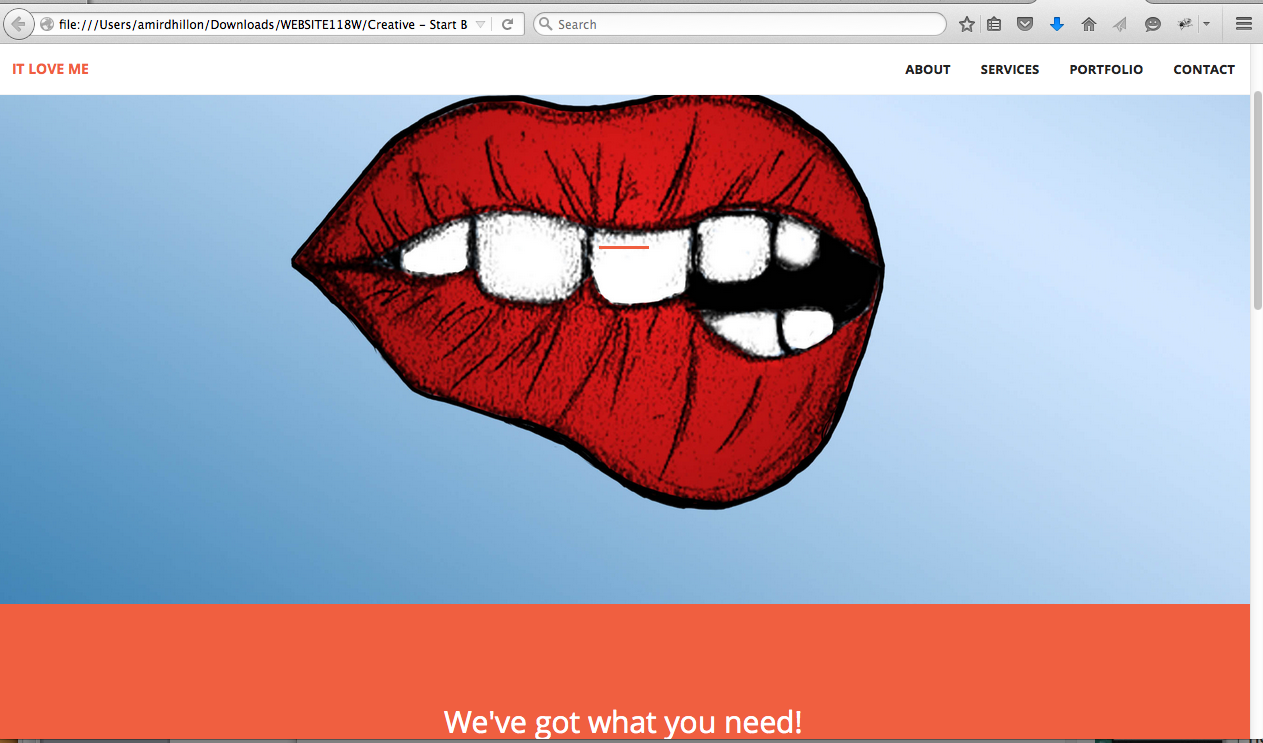 file:///Users/amirdhillon/Downloads/WEBSITE118W/Creative - Start B
Search
IT LOVE ME
ABOUT SERVICES PORTFOLIO CONTACT
We've got what you need!